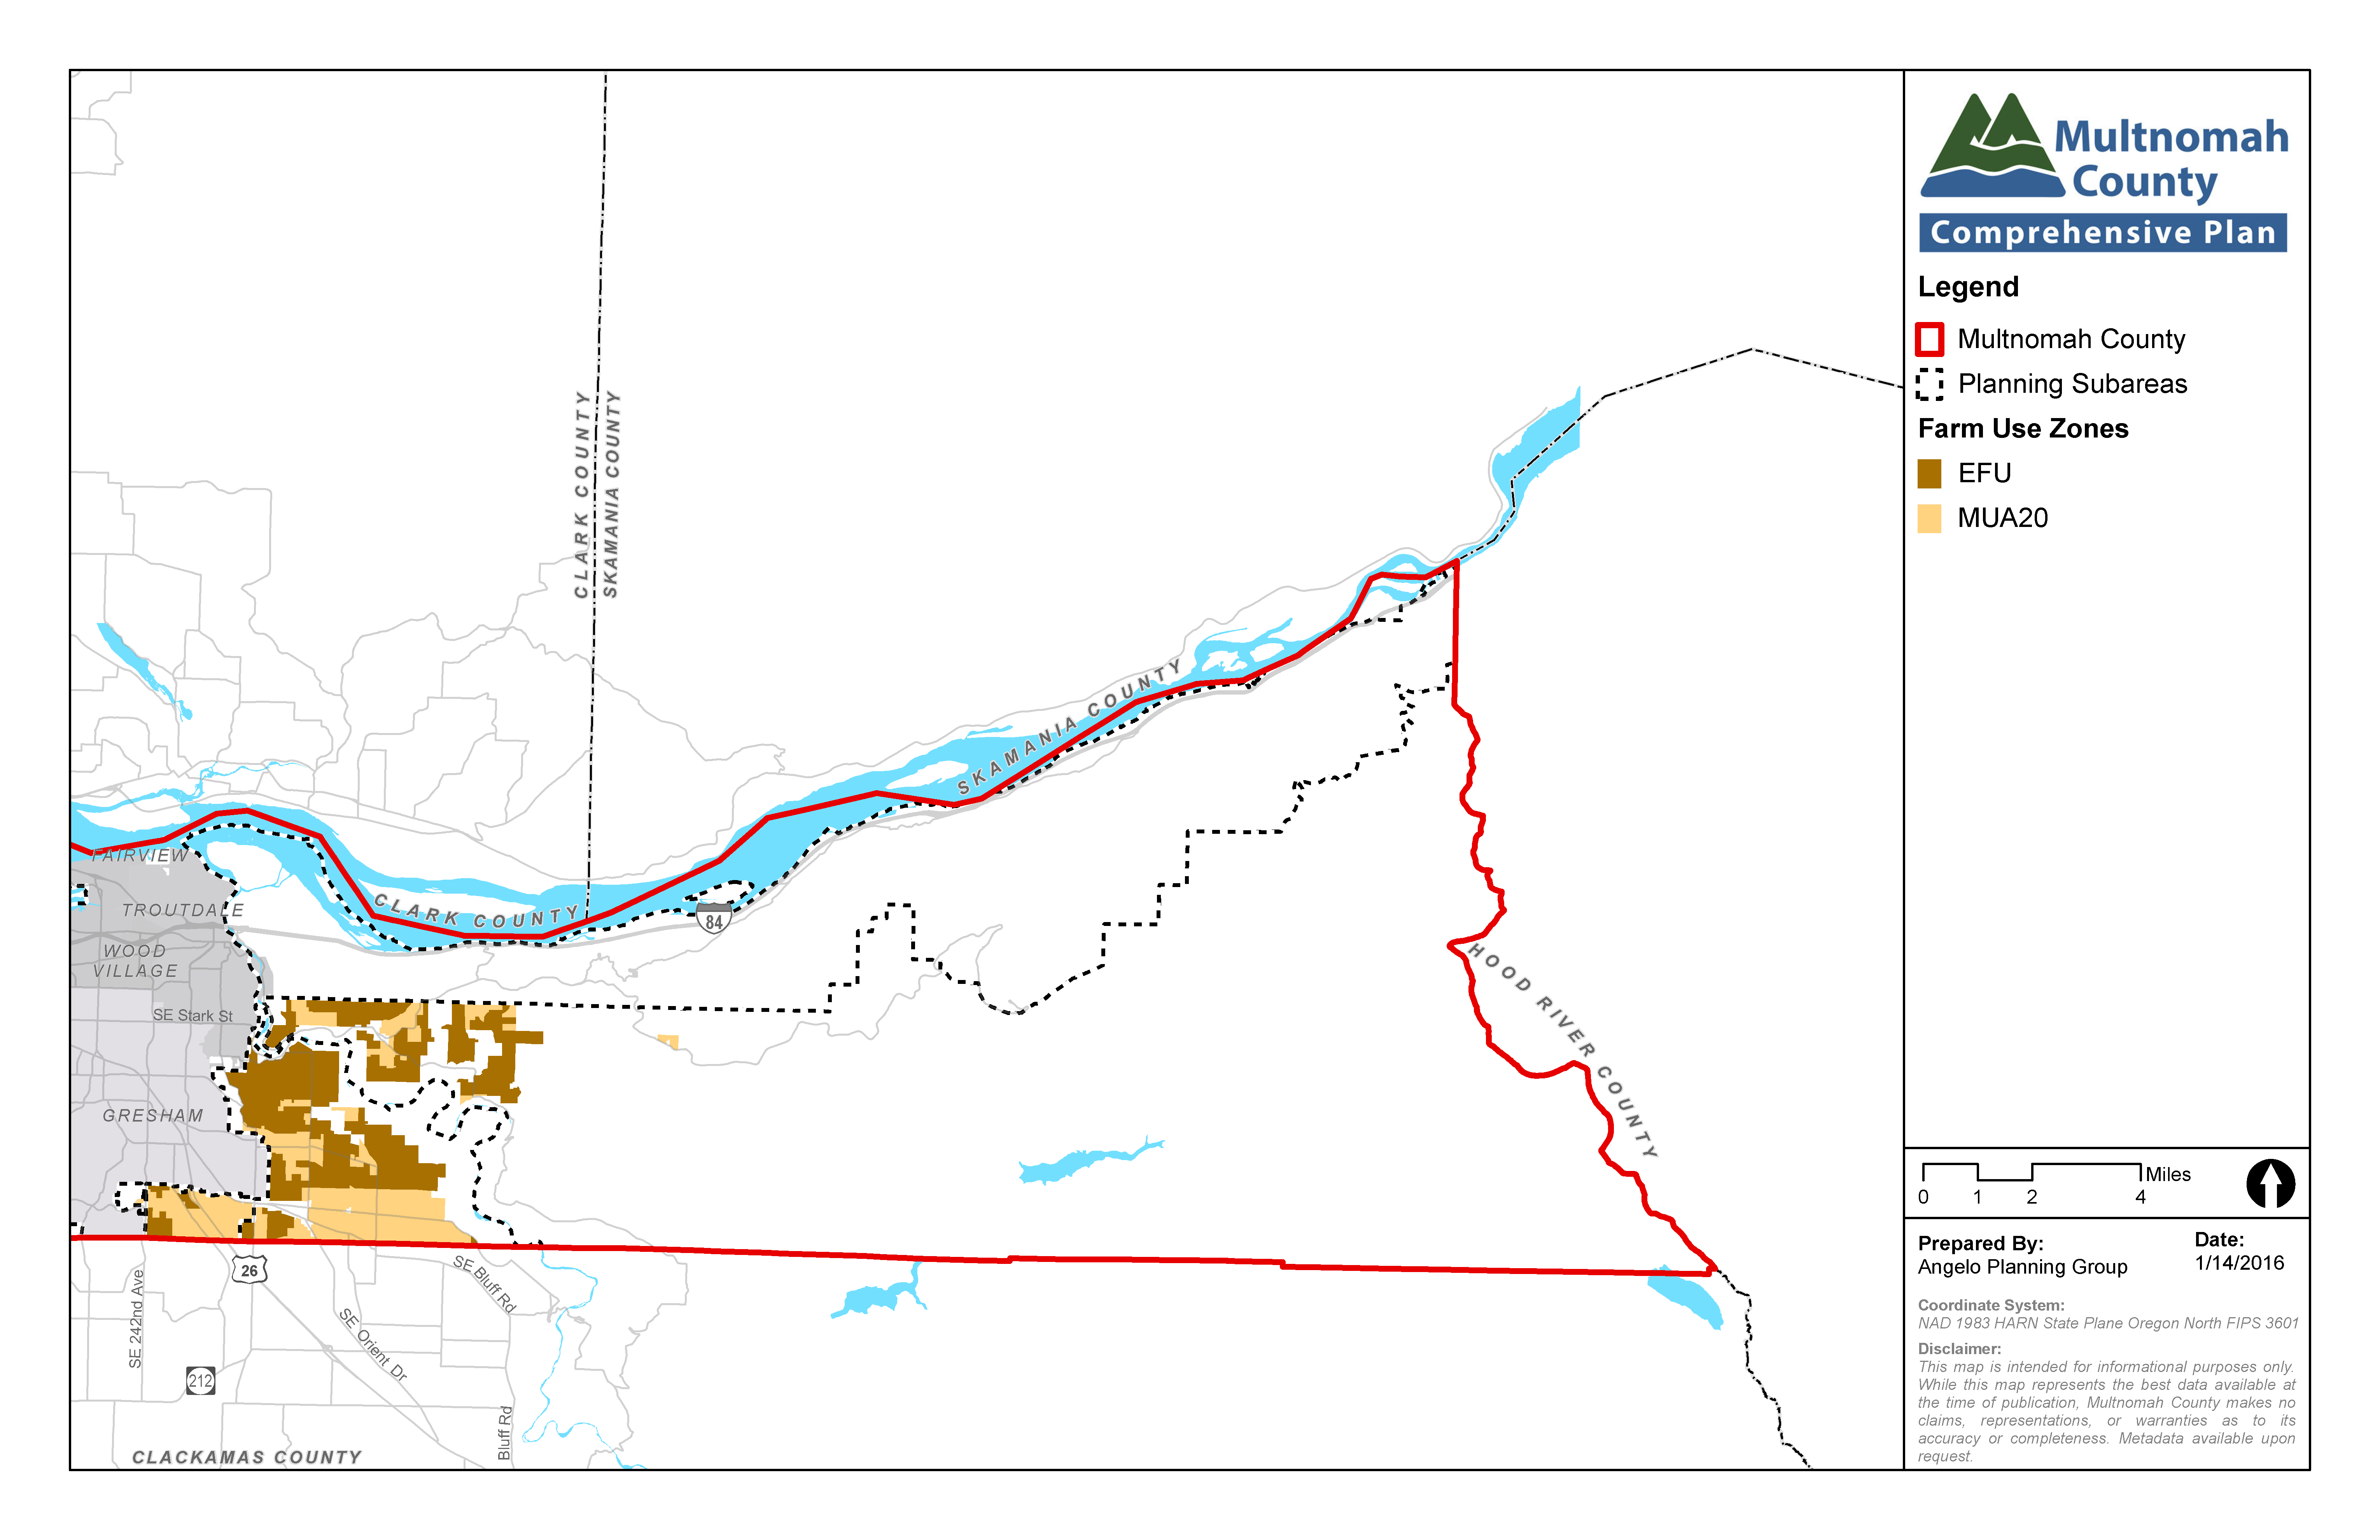 Multnomah
County
Comprehensive Plan
Legend
Multnomah County
Planning Subareas
Farm Use Zones
EFU
MUA20
CLARK COUNTY
SKAMANIA COUNTY
SKAMANIA COUNTY
FAIRVIEW
TROUTDALE
CLARK COUNTY
84
WOOD
VILLAGE
SE Stark St
HOOD RIVER COUNTY
GRESHAM
26
SE 242nd Ave
SE Bluff Rd
SE Orient Dr
212
Bluff Rd
CLACKAMAS COUNTY
Miles
0 1 2 4
Prepared By:
Angelo Planning Group
Date:
1/14/2016
Coordinate System:
NAD 1983 HARN State Plane Oregon North FIPS 3601
Disclaimer:
This map is intended for informational purposes only.
While this map represents the best data available at
the time of publication, Multnomah County makes no
claims, representations, or warranties as to its
accuracy or completeness. Metadata available upon
request.